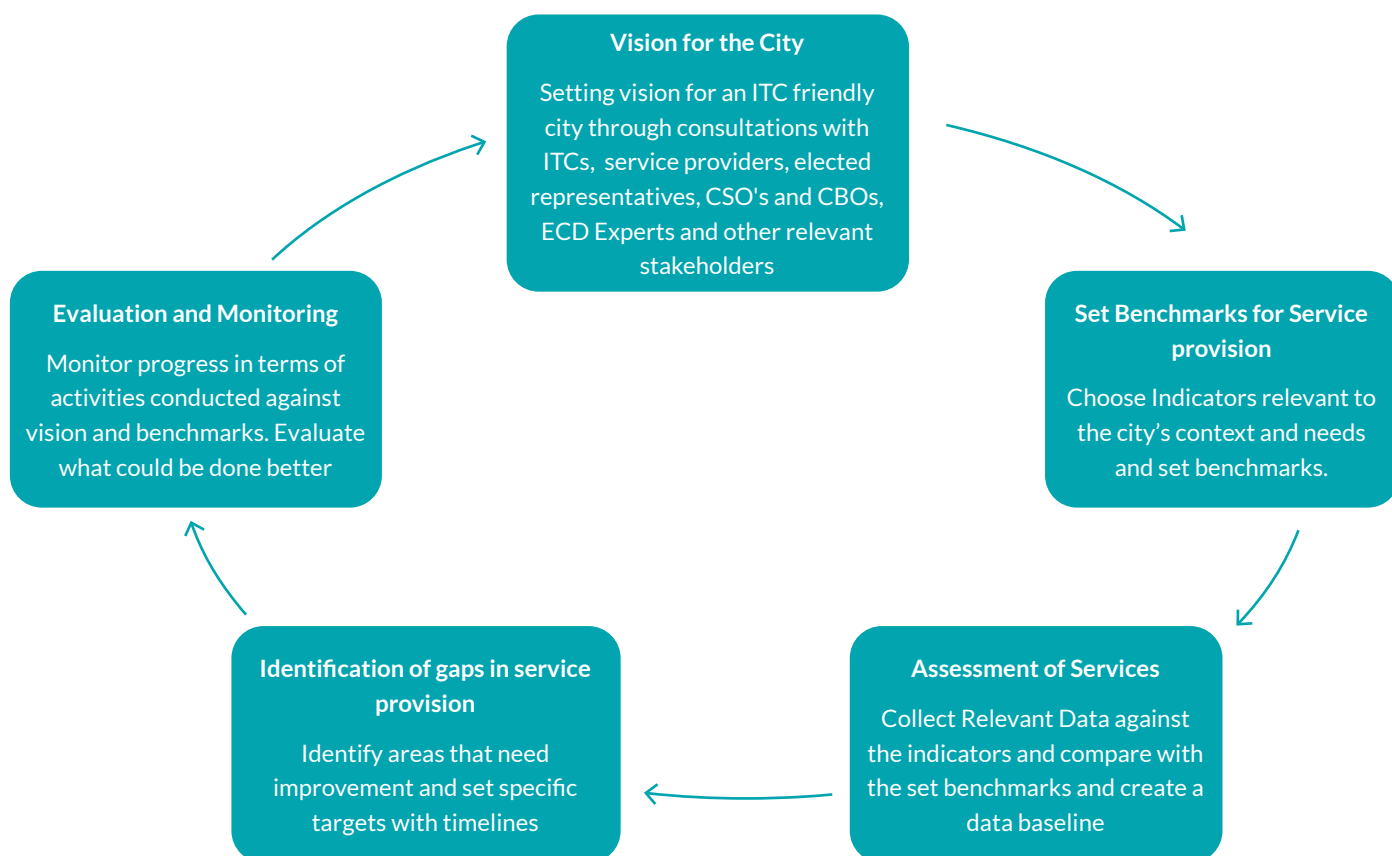 Vision for the City
Setting vision for an ITC friendly
city through consultations with
ITCs, service providers, elected
representatives, CSO's and CBOs,
ECD Experts and other relevant
stakeholders
Set Benchmarks for Service
provision
Choose Indicators relevant to
the city’s context and needs
and set benchmarks.
Assessment of Services
Collect Relevant Data against
the indicators and compare with
the set benchmarks and create a
data baseline
Identification of gaps in service
provision
Identify areas that need
improvement and set specific
targets with timelines
Evaluation and Monitoring
Monitor progress in terms of
activities conducted against
vision and benchmarks. Evaluate
what could be done better